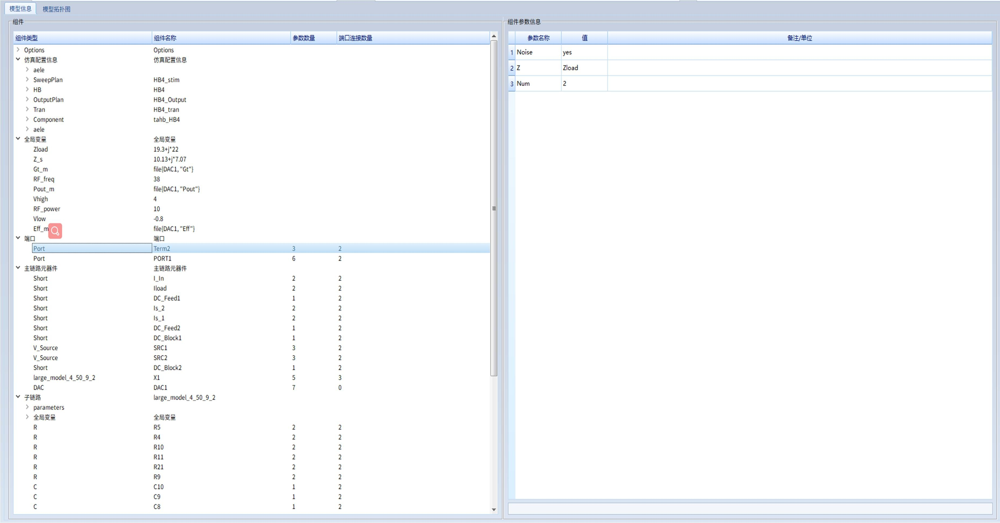 模型信息 模型拓扑图
组件
组件类型 组件名称 参数数量 端口连接数量
Options Options
仿真配置信息 仿真配置信息
aele
SweepPlan HB4_stim
HB HB4
OutputPlan HB4_Output
Tran HB4_tran
Component tahb_HB4
aele
全局变量 全局变量
Zload 19.3+j*22
Z_s 10.13+j*7.07
Gt_m file{DAC1, "Gt"}
RF_freq 38
Pout_m file{DAC1, "Pout"}
Vhigh 4
RF_power 10
Vlow -0.8
Eff_m file{DAC1, "Eff"}
端口 端口
Port Term2 3 2
Port PORT1 6 2
主链路元器件 主链路元器件
Short I_In 2 2
Short Iload 2 2
Short DC_Feed1 1 2
Short Is_2 2 2
Short Is_1 2 2
Short DC_Feed2 1 2
Short DC_Block1 1 2
V_Source SRC1 3 2
V_Source SRC2 3 2
Short DC_Block2 1 2
large_model_4_50_9_2 X1 5 3
DAC DAC1 7 0
子链路 large_model_4_50_9_2
parameters
全局变量 全局变量
R R5 2 2
R R4 2 2
R R10 2 2
R R11 2 2
R R21 2 2
R R9 2 2
C C10 1 2
C C9 1 2
C C8 1 2
组件参数信息
参数名称 值 备注/单位
1 Noise yes
2 Z Zload
3 Num 2